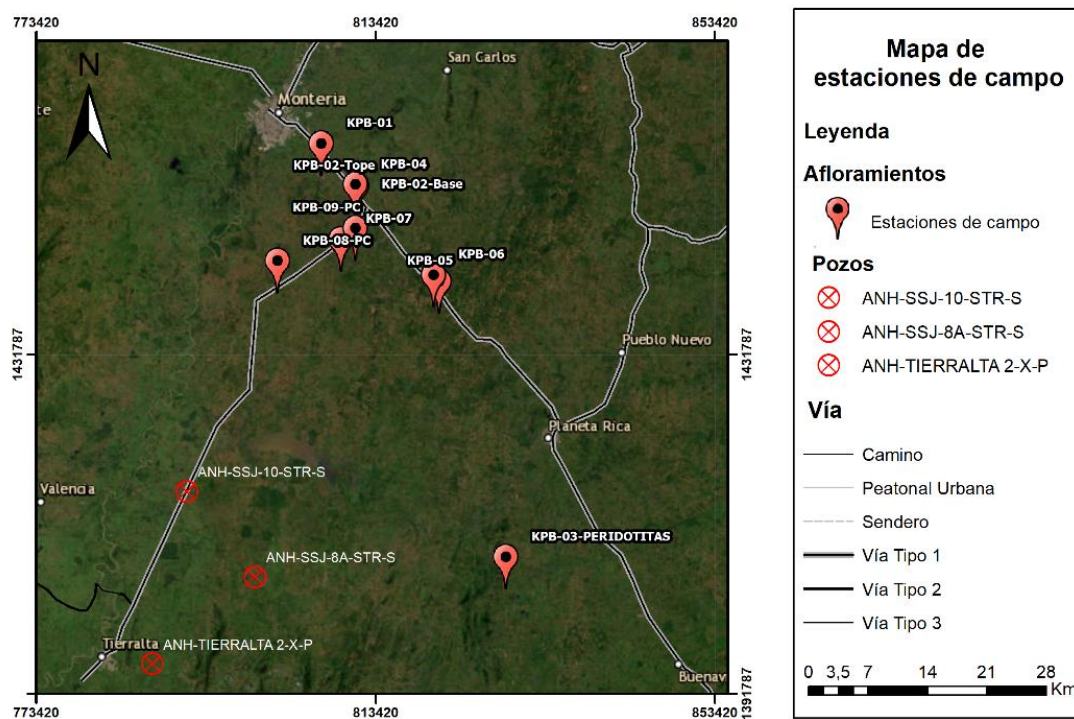 773420
813420
853420
N
San Carlos
te
Monteria
KPB-01
KPB-02-Tope
KPB-04
KPB-02-Base
KPB-09-PC
KPB-07
KPB-08-PC
KPB-06
KPB-05
1431787
1431787
Pueblo Nuevo
Planeta Rica
ANH-SSJ-10-STR-S
Valencia
KPB-03-PERIDOTITAS
ANH-SSJ-8A-STR-S
Tierralta
ANH-TIERRALTA 2-X-P
Buenav
1391787
773420
813420
853420
Mapa de
estaciones de campo
Leyenda
Afloramientos
Estaciones de campo
Pozos
ANH-SSJ-10-STR-S
ANH-SSJ-8A-STR-S
ANH-TIERRALTA 2-X-P
Vía
Camino
Peatonal Urbana
Sendero
Vía Tipo 1
Vía Tipo 2
Vía Tipo 3
0 3,5 7 14 21 28
Km